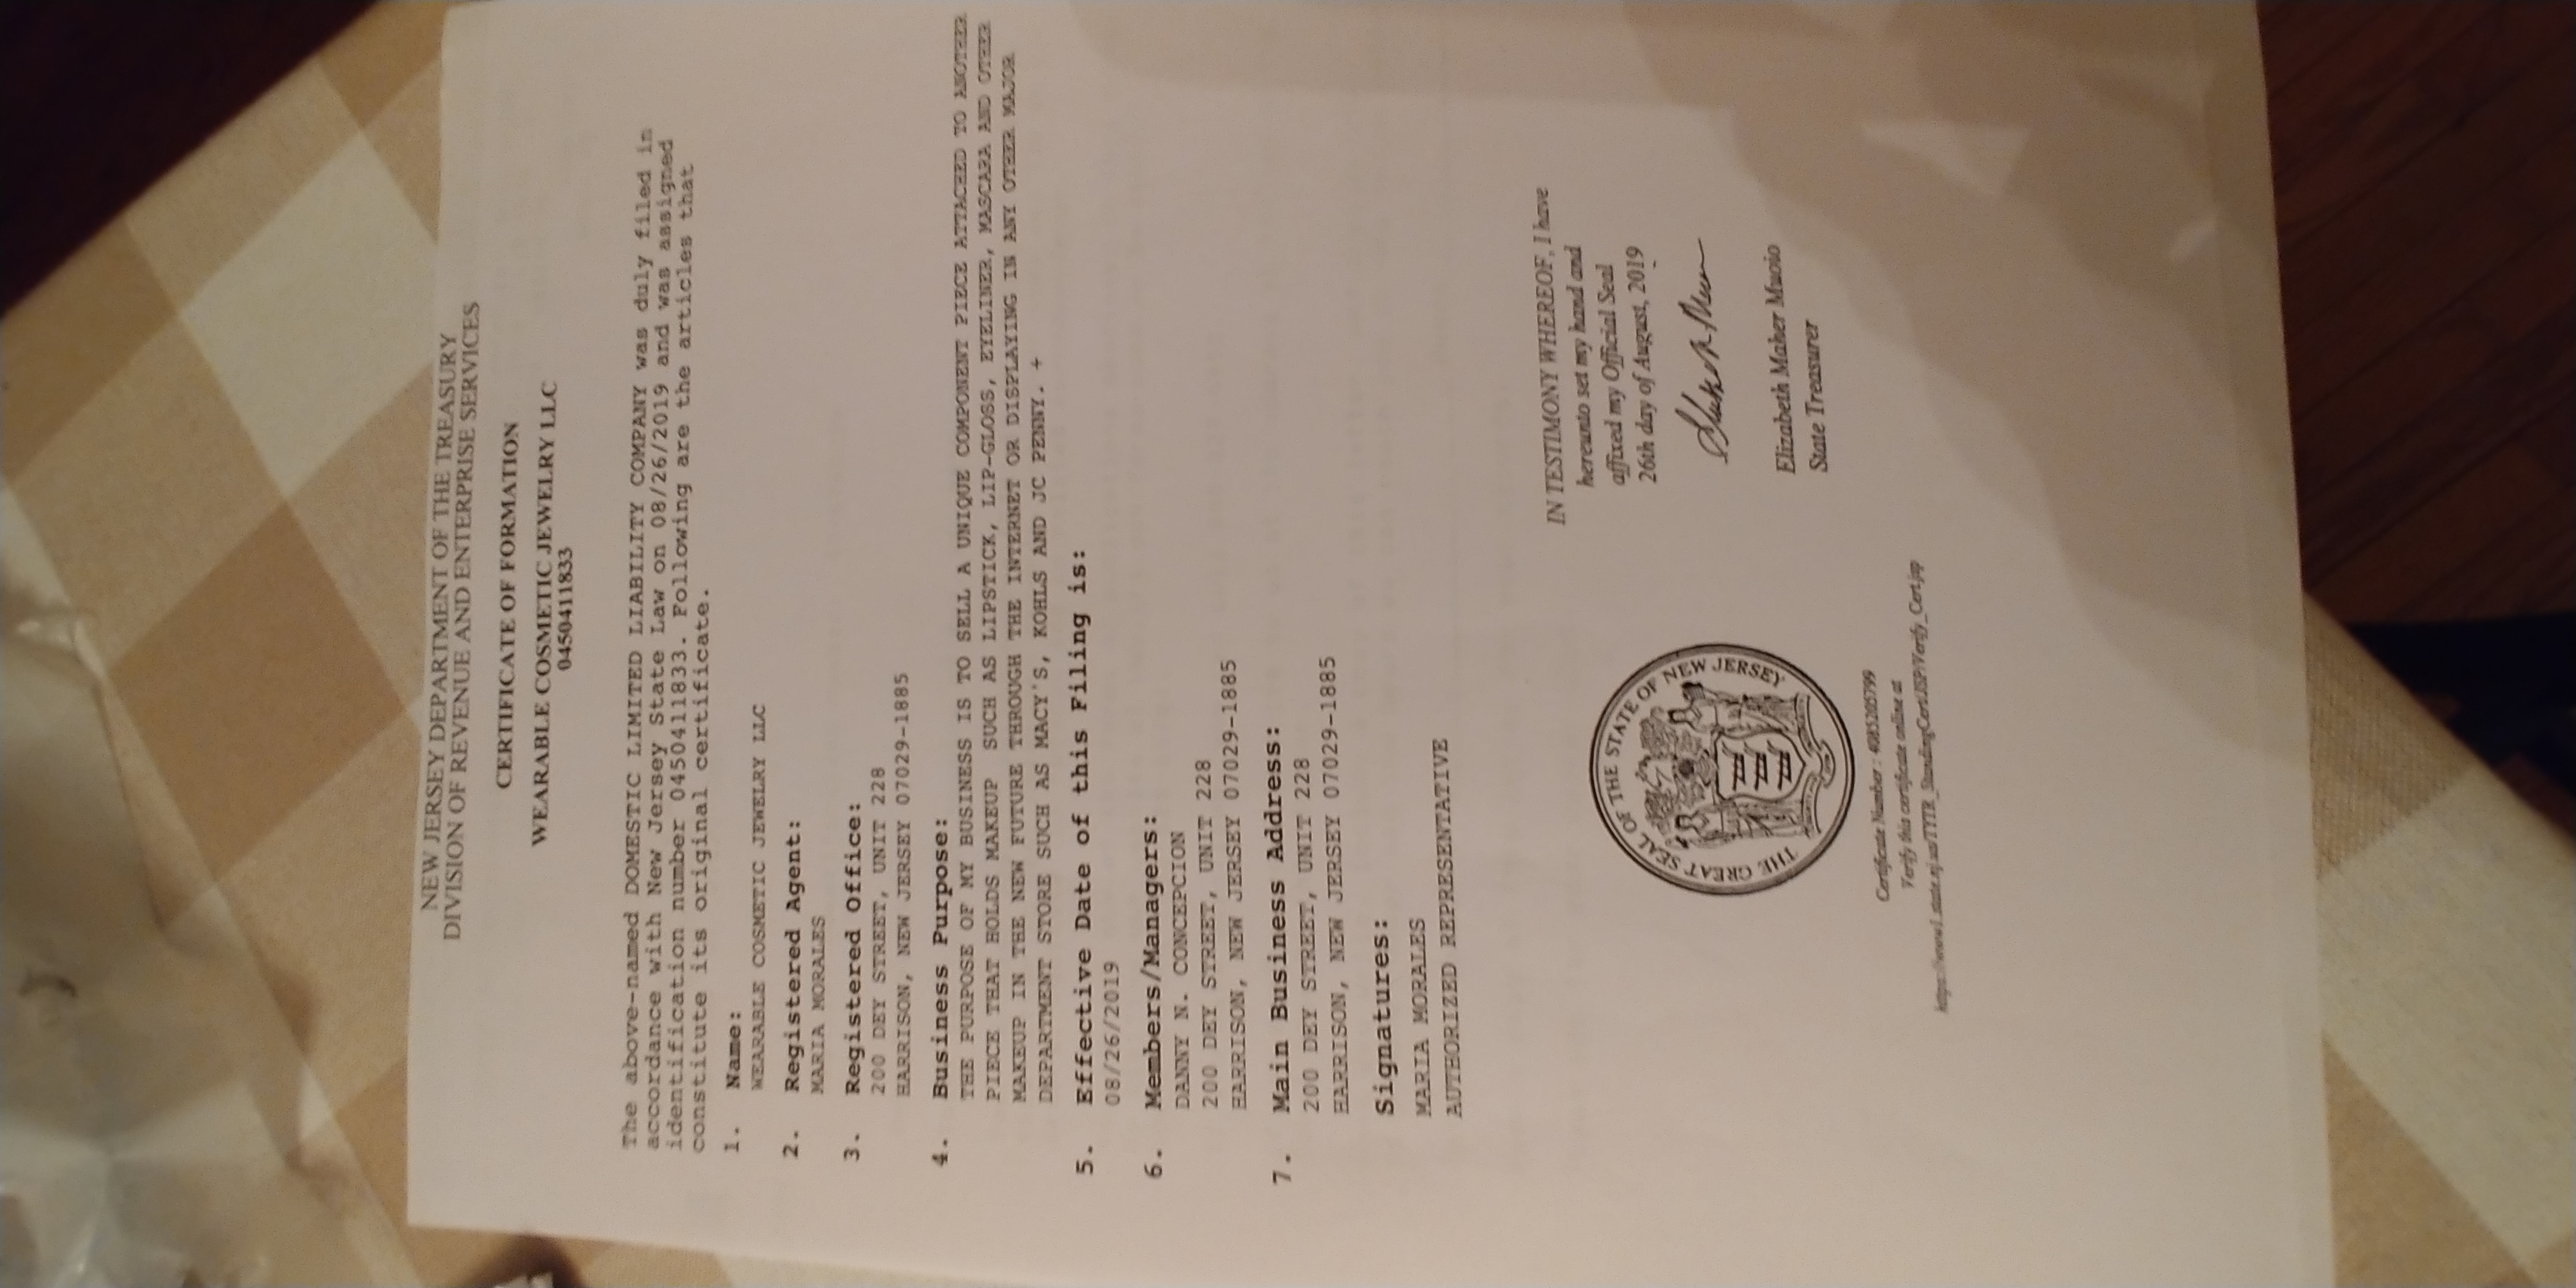 NEW JERSEY DEPARTMENT OF THE TREASURY
DIVISION OF REVENUE AND ENTERPRISE SERVICES
CERTIFICATE OF FORMATION
WEARABLE COSMETIC JEWELRY LLC
0450411833
The above-named DOMESTIC LIMITED LIABILITY COMPANY was duly filed in
accordance with New Jersey State Law on 08/26/2019 and was assigned
identification number 0450411833. Following are the articles that
constitute its original certificate.
1. Name:
WEARABLE COSMETIC JEWELRY LLC
2. Registered Agent:
MARIA MORALES
3. Registered Office:
200 DEY STREET, UNIT 228
HARRISON, NEW JERSEY 07029-1885
4. Business Purpose:
THE PURPOSE OF MY BUSINESS IS TO SELL A UNIQUE COMPONENT PIECE ATTACHED TO ANOTHER
PIECE THAT HOLDS MAKEUP SUCH AS LIPSTICK, LIP-GLOSS, EYELINER, MASCARA AND OTHER
MAKEUP IN THE NEW FUTURE THROUGH THE INTERNET OR DISPLAYING IN ANY OTHER MAJOR
DEPARTMENT STORE SUCH AS MACY'S, KOHLS AND JC PENNY. +
5. Effective Date of this Filing is:
08/26/2019
6. Members/Managers:
DANNY N. CONCEPCION
200 DEY STREET, UNIT 228
HARRISON, NEW JERSEY 07029-1885
7. Main Business Address:
200 DEY STREET, UNIT 228
HARRISON, NEW JERSEY 07029-1885
Signatures:
MARIA MORALES
AUTHORIZED REPRESENTATIVE
IN TESTIMONY WHEREOF, I have
hereunto set my hand and
affixed my Official Seal
26th day of August, 2019
Elizabeth Maher Muoio
State Treasurer
THE GREAT SEAL OF THE STATE OF NEW JERSEY
Certificate Number : 4085205799
Verify this certificate online at
https://www1.state.nj.us/TYTR_StandingCert/JSP/Verify_Cert.jsp